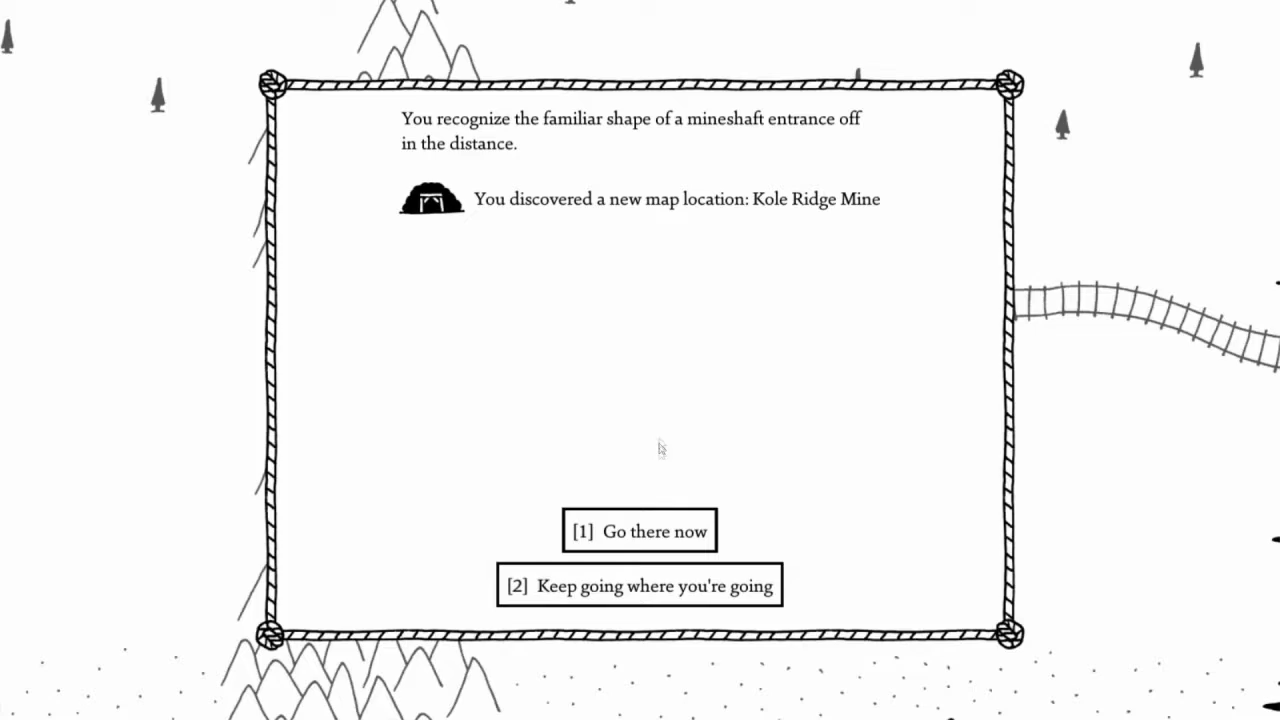 You recognize the familiar shape of a mineshaft entrance off
in the distance.
You discovered a new map location: Kole Ridge Mine
[1] Go there now
[2] Keep going where you're going